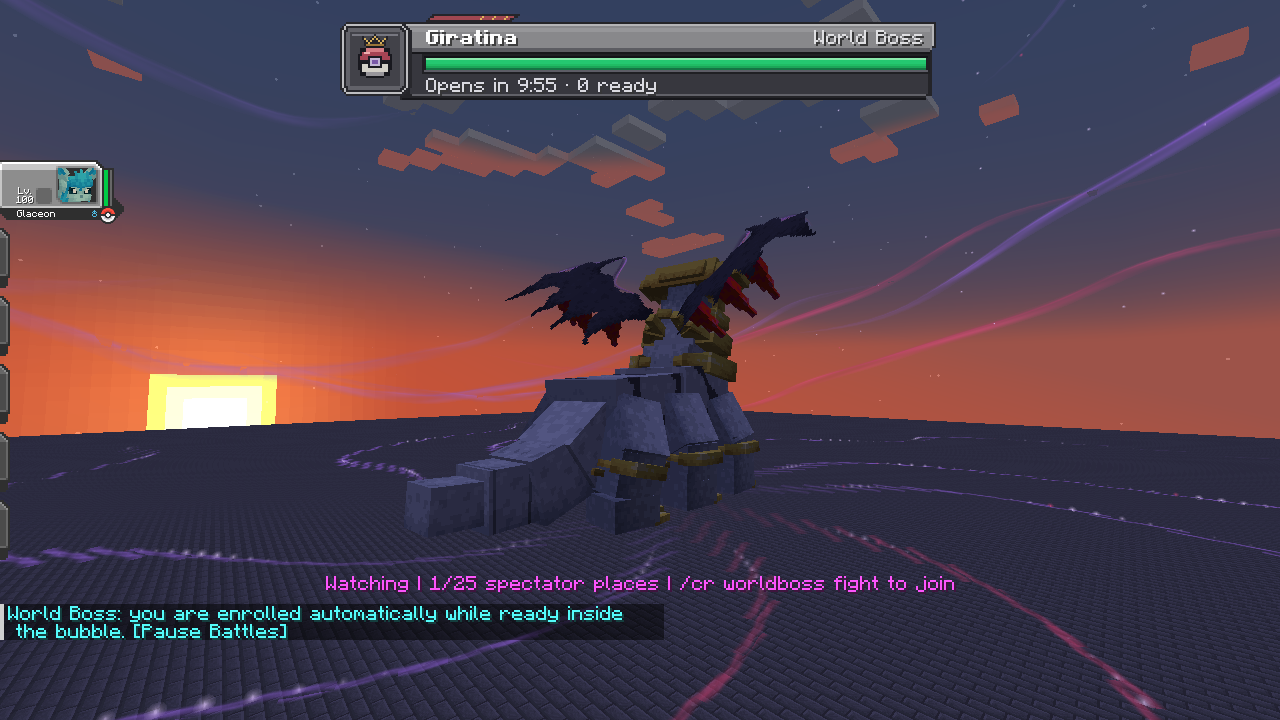 Giratina
World Boss
Opens in 9:55 · 0 ready
Lv.
100
Glaceon
Watching | 1/25 spectator places | /cr worldboss fight to join
World Boss: you are enrolled automatically while ready inside
the bubble. [Pause Battles]